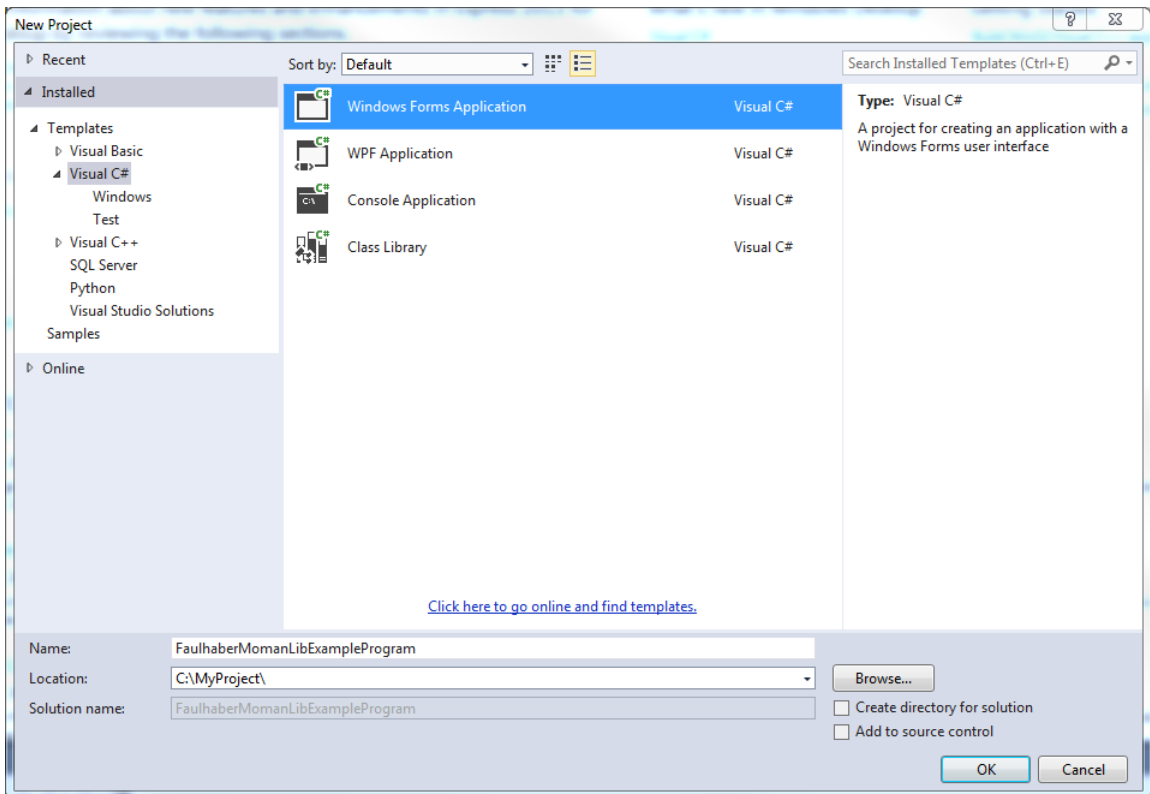 New Project
Recent
Installed
Templates
Visual Basic
Visual C#
Windows
Test
Visual C++
SQL Server
Python
Visual Studio Solutions
Samples
Online
Sort by: Default
Windows Forms Application Visual C#
WPF Application Visual C#
Console Application Visual C#
Class Library Visual C#
Click here to go online and find templates.
Search Installed Templates (Ctrl+E)
Type: Visual C#
A project for creating an application with a
Windows Forms user interface
Name: FaulhaberMomanLibExampleProgram
Location: C:\MyProject\
Browse...
Solution name: FaulhaberMomanLibExampleProgram
Create directory for solution
Add to source control
OK Cancel